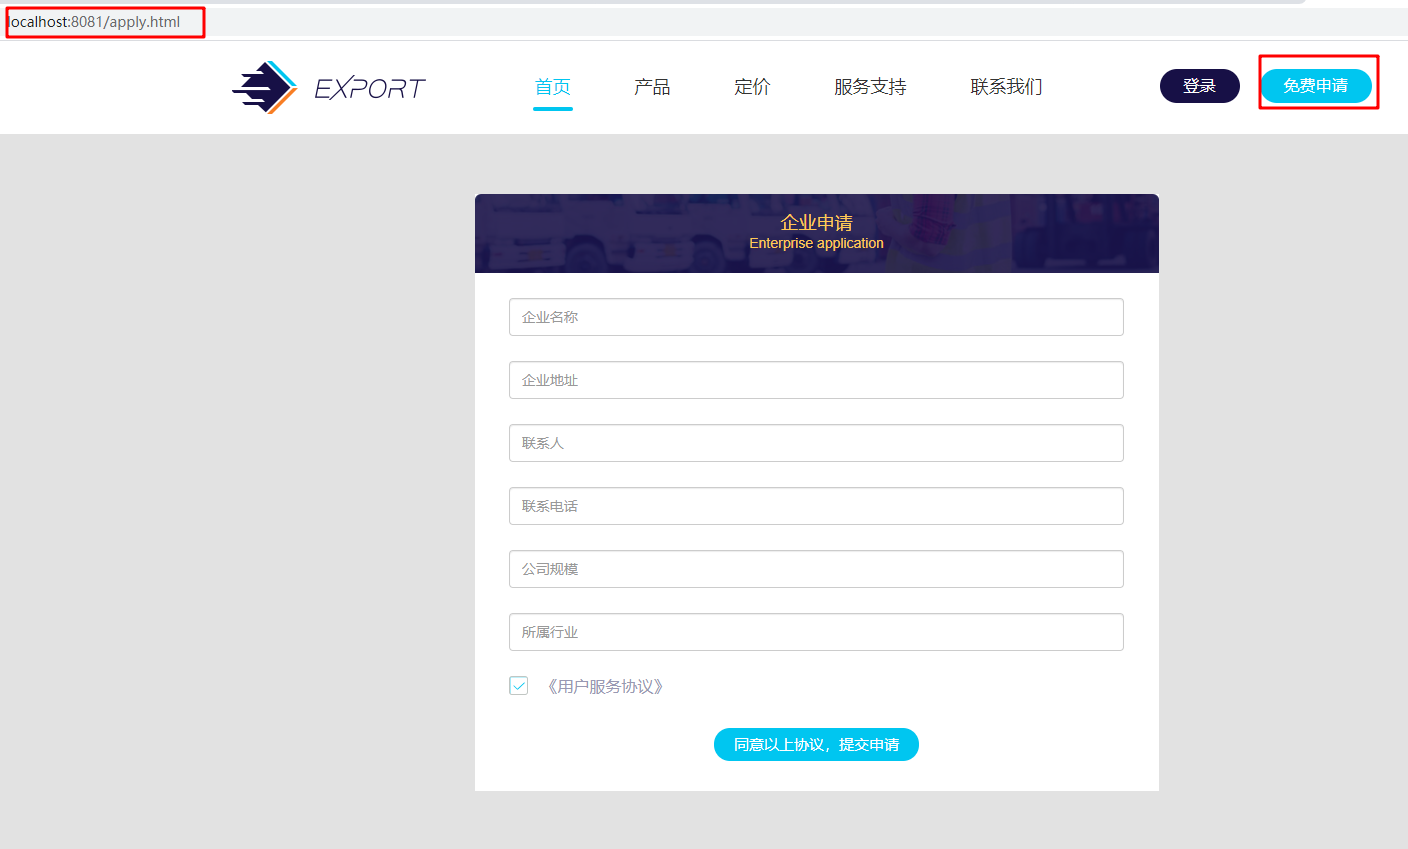 localhost:8081/apply.html
EXPORT
首页
产品
定价
服务支持
联系我们
登录
免费申请
企业申请
Enterprise application
企业名称
企业地址
联系人
联系电话
公司规模
所属行业
《用户服务协议》
同意以上协议，提交申请